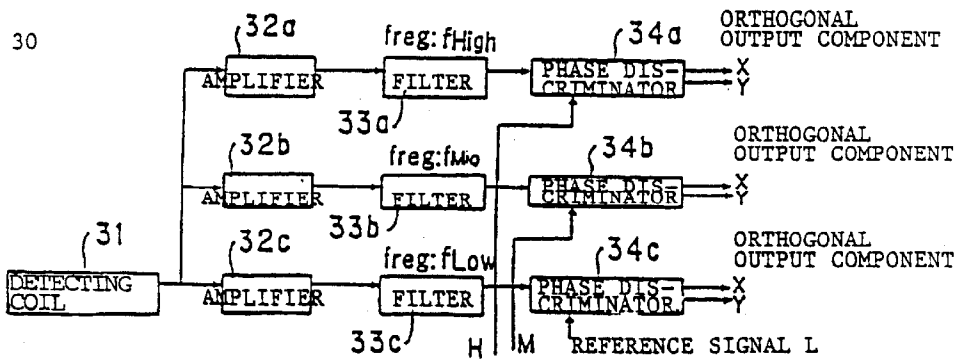 30
32a
freg: fHigh
34a
ORTHOGONAL
OUTPUT COMPONENT
AMPLIFIER
FILTER
PHASE DIS-
CRIMINATOR
X
Y
33a
32b
freg: fMid
34b
ORTHOGONAL
OUTPUT COMPONENT
AMPLIFIER
FILTER
PHASE DIS-
CRIMINATOR
X
Y
33b
31
32c
freg: fLow
34c
ORTHOGONAL
OUTPUT COMPONENT
DETECTING
COIL
AMPLIFIER
FILTER
PHASE DIS-
CRIMINATOR
X
Y
33c
H
M
REFERENCE SIGNAL L